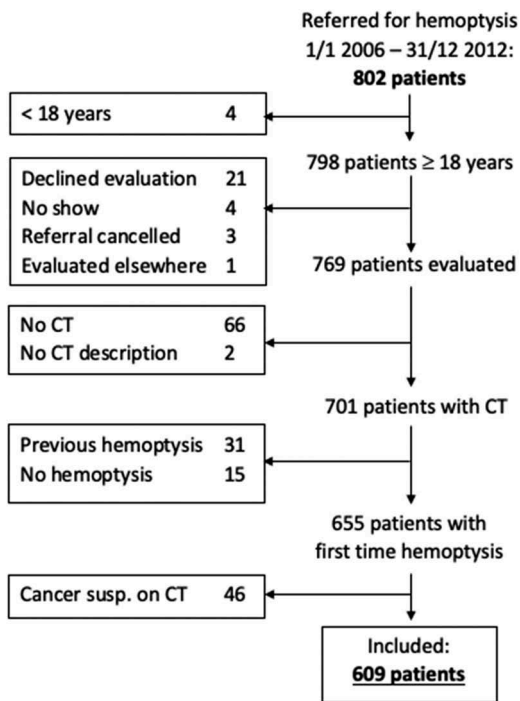 Referred for hemoptysis
1/1 2006 – 31/12 2012:
802 patients
< 18 years 4
798 patients ≥ 18 years
Declined evaluation 21
No show 4
Referral cancelled 3
Evaluated elsewhere 1
769 patients evaluated
No CT 66
No CT description 2
701 patients with CT
Previous hemoptysis 31
No hemoptysis 15
655 patients with
first time hemoptysis
Cancer susp. on CT 46
Included:
609 patients